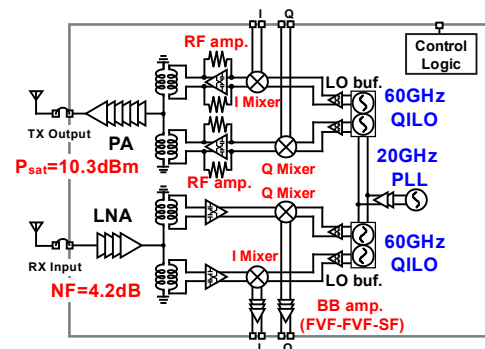 I Q
RF amp.
Control
Logic
LO buf.
60GHz
QILO
I Mixer
TX Output
PA
P_sat=10.3dBm
Q Mixer
RF amp.
20GHz
PLL
Q Mixer
LNA
I Mixer
RX Input
NF=4.2dB
60GHz
QILO
LO buf.
BB amp.
(FVF-FVF-SF)
I Q